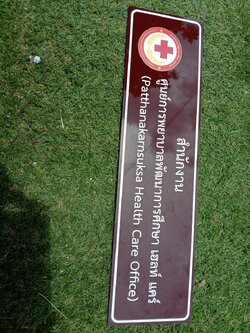 สำนักงาน
ศูนย์การพยาบาลพัฒนาการศึกษา เฮลท์ แคร์
(Patthanakarnsuksa Health Care Office)